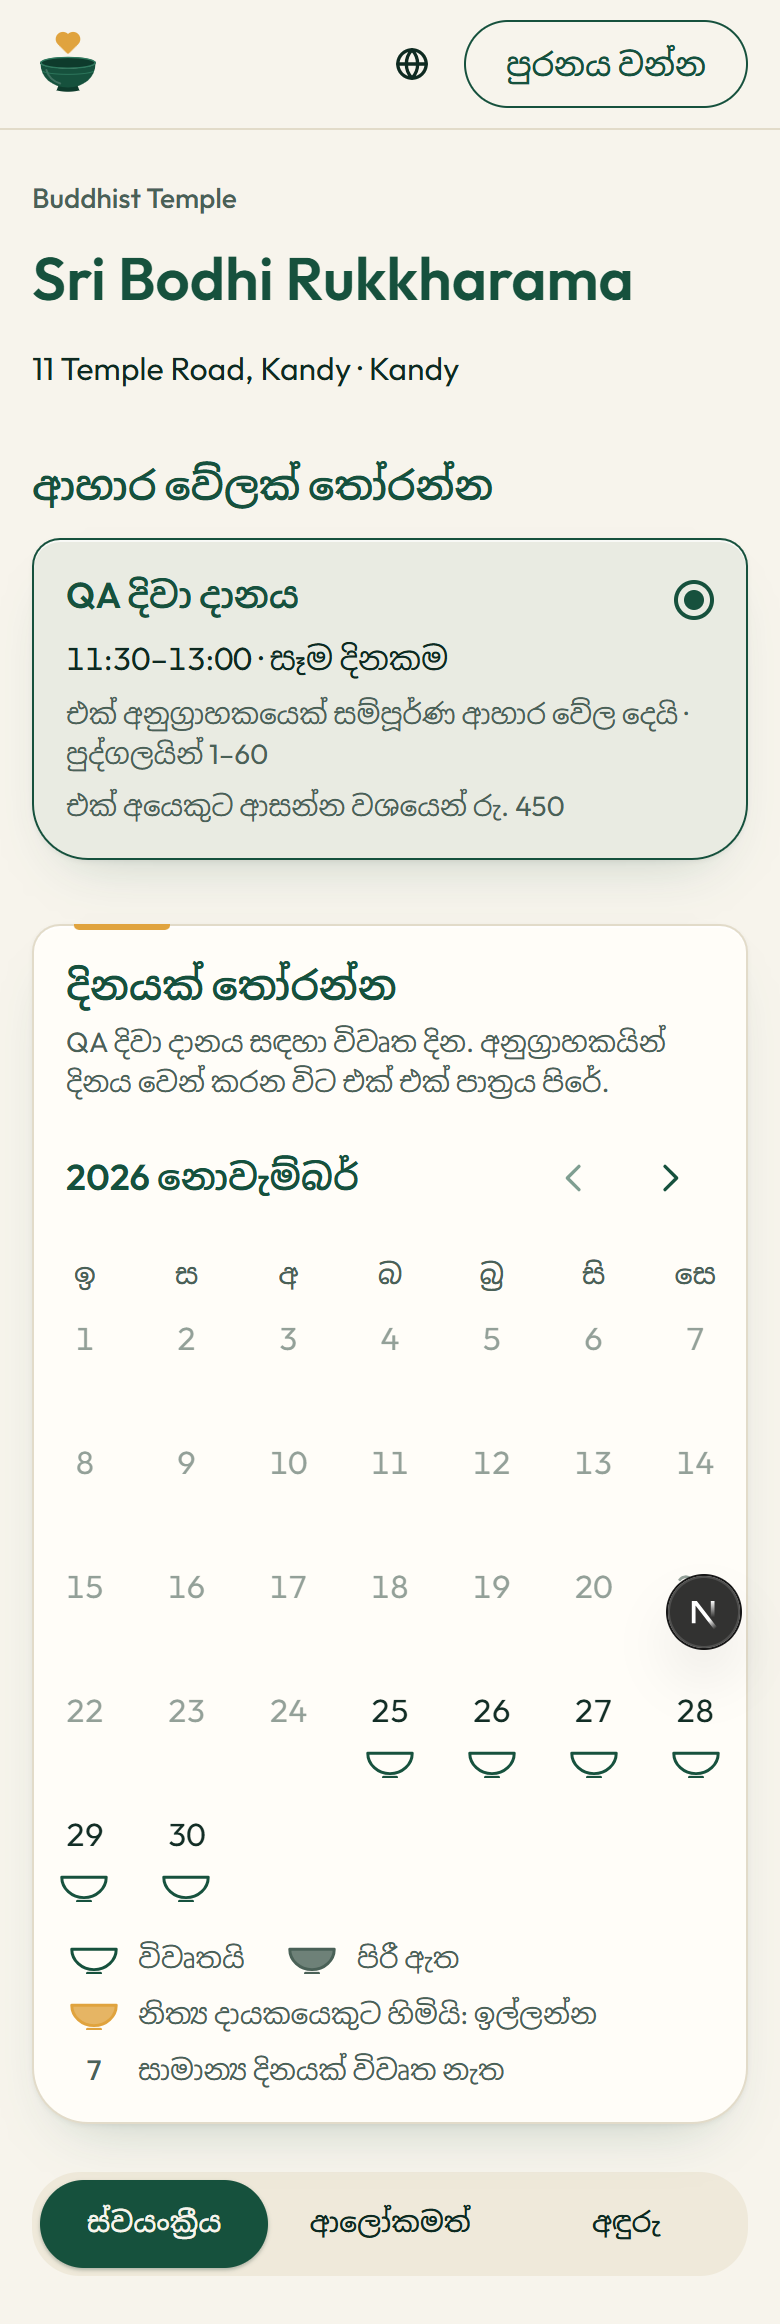 පුරනය වන්න
Buddhist Temple
Sri Bodhi Rukkharama
11 Temple Road, Kandy · Kandy
ආහාර වේලක් තෝරන්න
QA දිවා දානය
11:30–13:00 · සෑම දිනකම
එක් අනුග්‍රාහකයෙක් සම්පූර්ණ ආහාර වේල දෙයි ·
පුද්ගලයින් 1–60
එක් අයෙකුට ආසන්න වශයෙන් රු. 450
දිනයක් තෝරන්න
QA දිවා දානය සඳහා විවෘත දින. අනුග්‍රාහකයින්
දිනය වෙන් කරන විට එක් එක් පාත්‍රය පිරේ.
2026 නොවැම්බර්
ඉ ස අ බ බ්‍ර සි සෙ
1 2 3 4 5 6 7
8 9 10 11 12 13 14
15 16 17 18 19 20
N
22 23 24 25 26 27 28
29 30
විවෘතයි පිරී ඇත
නිත්‍ය දායකයෙකුට හිමියි: ඉල්ලන්න
7 සාමාන්‍ය දිනයක් විවෘත නැත
ස්වයංක්‍රීය ආලෝකමත් අඳුරු